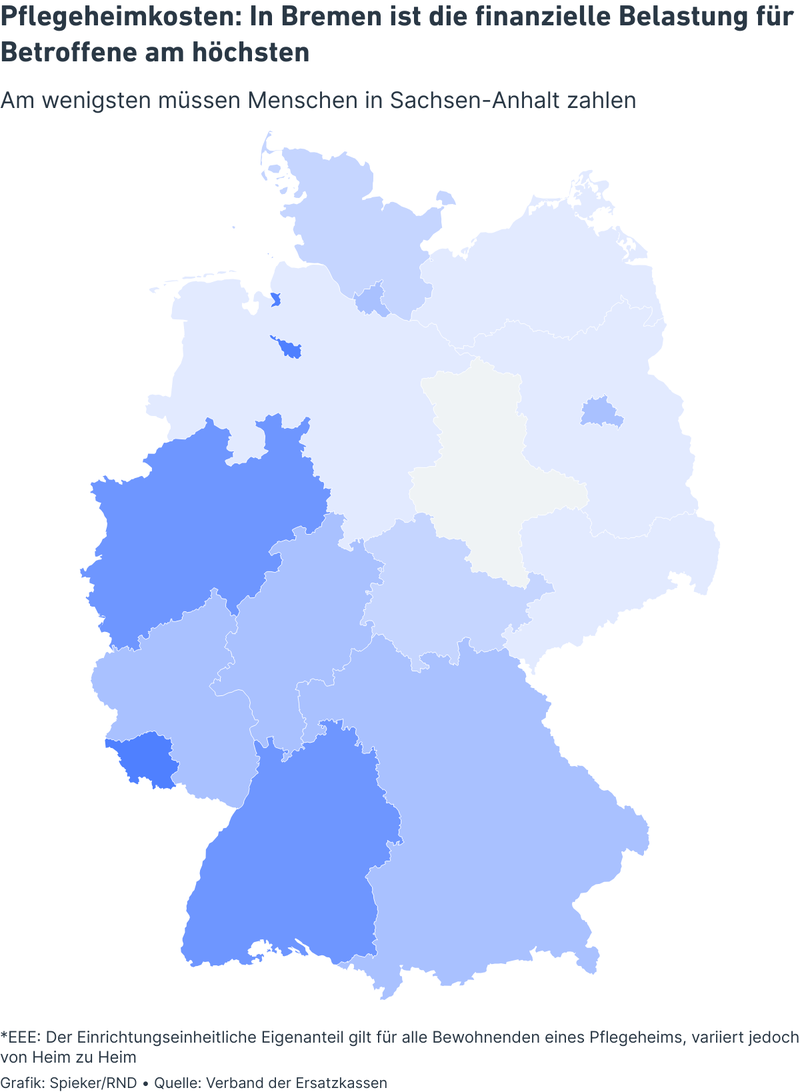 Pflegeheimkosten: In Bremen ist die finanzielle Belastung für
Betroffene am höchsten
Am wenigsten müssen Menschen in Sachsen-Anhalt zahlen
*EEE: Der Einrichtungseinheitliche Eigenanteil gilt für alle Bewohnenden eines Pflegeheims, variiert jedoch
von Heim zu Heim
Grafik: Spieker/RND • Quelle: Verband der Ersatzkassen